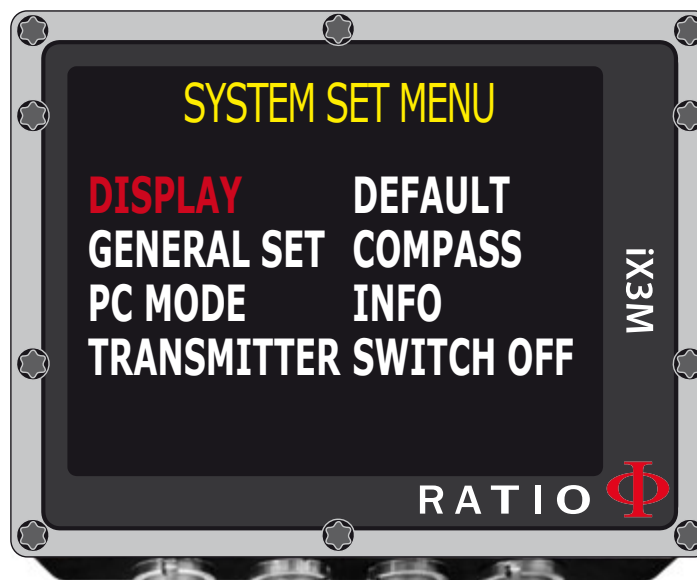 SYSTEM SET MENU
DISPLAY DEFAULT
GENERAL SET COMPASS
PC MODE INFO
TRANSMITTER SWITCH OFF
iX3M
RATIO